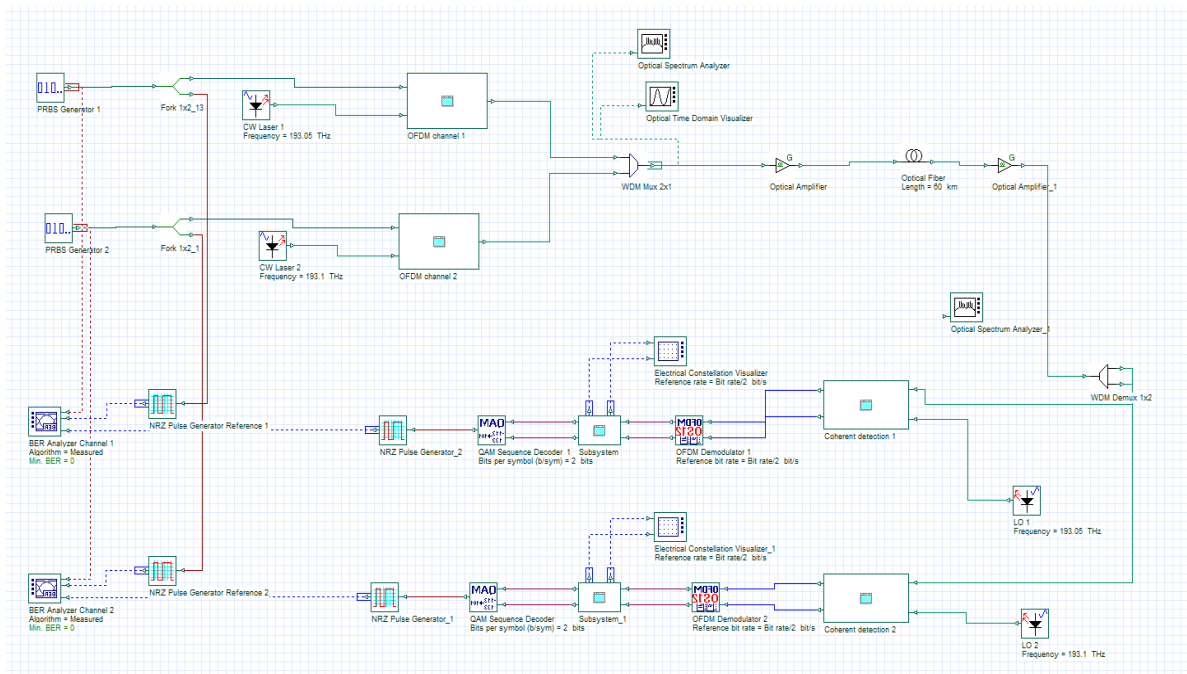 Optical Spectrum Analyzer
PRBS Generator 1
Fork 1x2_13
CW Laser 1
Frequency = 193.05 THz
OFDM channel 1
Optical Time Domain Visualizer
WDM Mux 2x1
G
Optical Amplifier
Optical Fiber
Length = 60 km
G
Optical Amplifier_1
PRBS Generator 2
Fork 1x2_1
CW Laser 2
Frequency = 193.1 THz
OFDM channel 2
Optical Spectrum Analyzer_1
WDM Demux 1x2
Electrical Constellation Visualizer
Reference rate = Bit rate/2 bit/s
NRZ Pulse Generator Reference 1
BER Analyzer Channel 1
Algorithm = Measured
Min. BER = 0
NRZ Pulse Generator_2
QAM Sequence Decoder 1
Bits per symbol (b/sym) = 2 bits
Subsystem
OFDM Demodulator 1
Reference bit rate = Bit rate/2 bit/s
Coherent detection 1
LO 1
Frequency = 193.05 THz
Electrical Constellation Visualizer_1
Reference rate = Bit rate/2 bit/s
NRZ Pulse Generator Reference 2
BER Analyzer Channel 2
Algorithm = Measured
Min. BER = 0
NRZ Pulse Generator_1
QAM Sequence Decoder
Bits per symbol (b/sym) = 2 bits
Subsystem_1
OFDM Demodulator 2
Reference bit rate = Bit rate/2 bit/s
Coherent detection 2
LO 2
Frequency = 193.1 THz